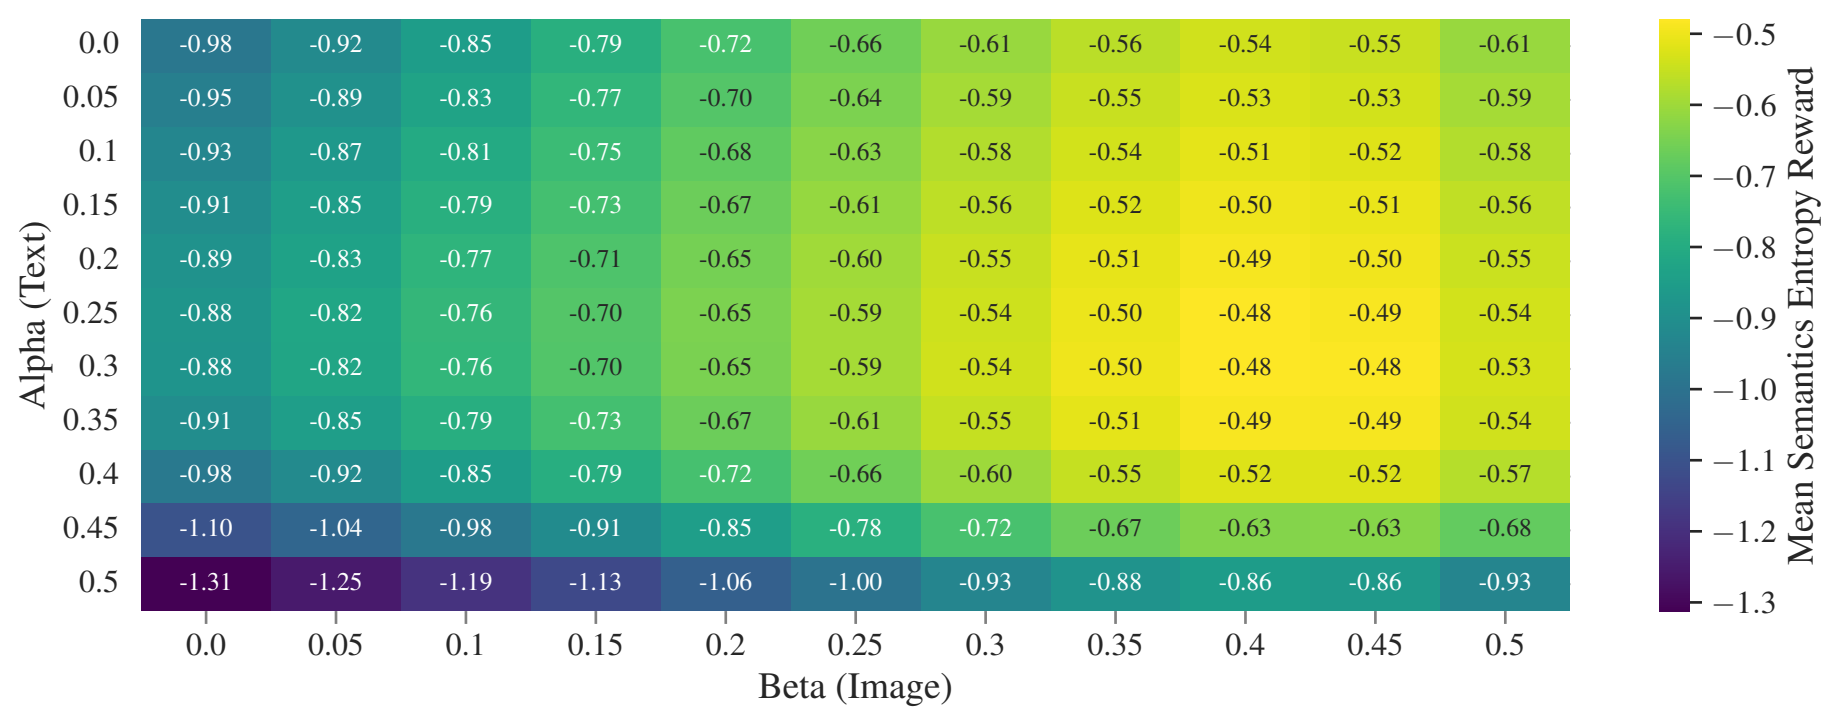 0.0 -0.98 -0.92 -0.85 -0.79 -0.72 -0.66 -0.61 -0.56 -0.54 -0.55 -0.61
0.05 -0.95 -0.89 -0.83 -0.77 -0.70 -0.64 -0.59 -0.55 -0.53 -0.53 -0.59
0.1 -0.93 -0.87 -0.81 -0.75 -0.68 -0.63 -0.58 -0.54 -0.51 -0.52 -0.58
0.15 -0.91 -0.85 -0.79 -0.73 -0.67 -0.61 -0.56 -0.52 -0.50 -0.51 -0.56
0.2 -0.89 -0.83 -0.77 -0.71 -0.65 -0.60 -0.55 -0.51 -0.49 -0.50 -0.55
0.25 -0.88 -0.82 -0.76 -0.70 -0.65 -0.59 -0.54 -0.50 -0.48 -0.49 -0.54
0.3 -0.88 -0.82 -0.76 -0.70 -0.65 -0.59 -0.54 -0.50 -0.48 -0.48 -0.53
0.35 -0.91 -0.85 -0.79 -0.73 -0.67 -0.61 -0.55 -0.51 -0.49 -0.49 -0.54
0.4 -0.98 -0.92 -0.85 -0.79 -0.72 -0.66 -0.60 -0.55 -0.52 -0.52 -0.57
0.45 -1.10 -1.04 -0.98 -0.91 -0.85 -0.78 -0.72 -0.67 -0.63 -0.63 -0.68
0.5 -1.31 -1.25 -1.19 -1.13 -1.06 -1.00 -0.93 -0.88 -0.86 -0.86 -0.93
0.0 0.05 0.1 0.15 0.2 0.25 0.3 0.35 0.4 0.45 0.5
Beta (Image)
Alpha (Text)
−0.5
−0.6
−0.7
−0.8
−0.9
−1.0
−1.1
−1.2
−1.3
Mean Semantics Entropy Reward